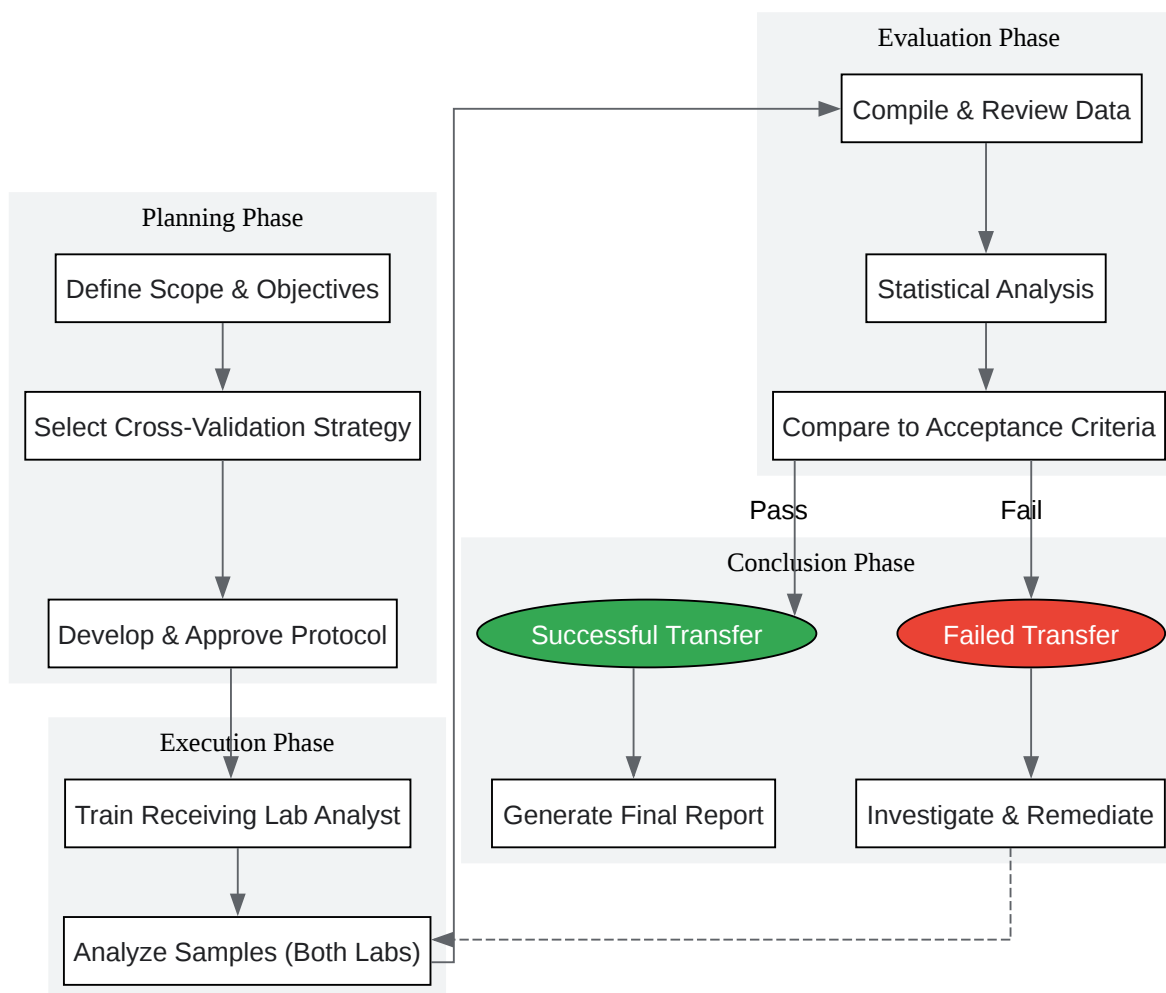 Planning Phase
Define Scope & Objectives
Select Cross-Validation Strategy
Develop & Approve Protocol
Execution Phase
Train Receiving Lab Analyst
Analyze Samples (Both Labs)
Evaluation Phase
Compile & Review Data
Statistical Analysis
Compare to Acceptance Criteria
Pass
Fail
Conclusion Phase
Successful Transfer
Failed Transfer
Generate Final Report
Investigate & Remediate